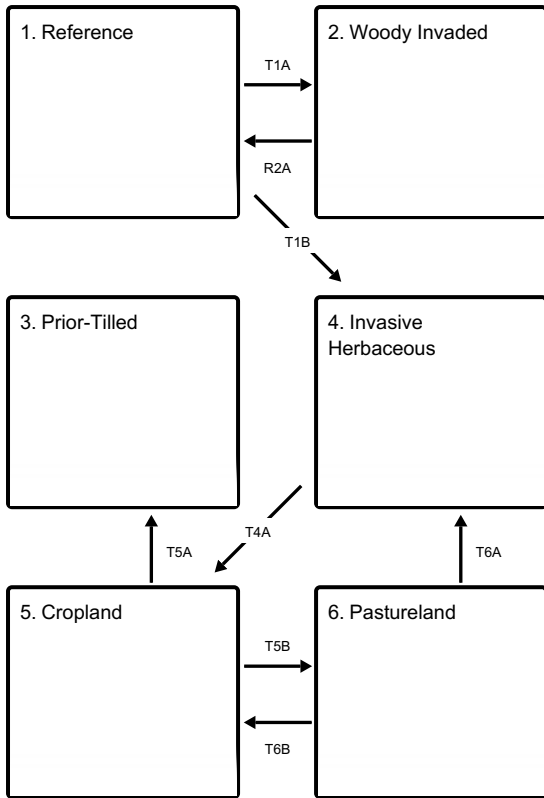 1. Reference
2. Woody Invaded
T1A
R2A
T1B
3. Prior-Tilled
4. Invasive
Herbaceous
T4A
T5A
T6A
5. Cropland
6. Pastureland
T5B
T6B